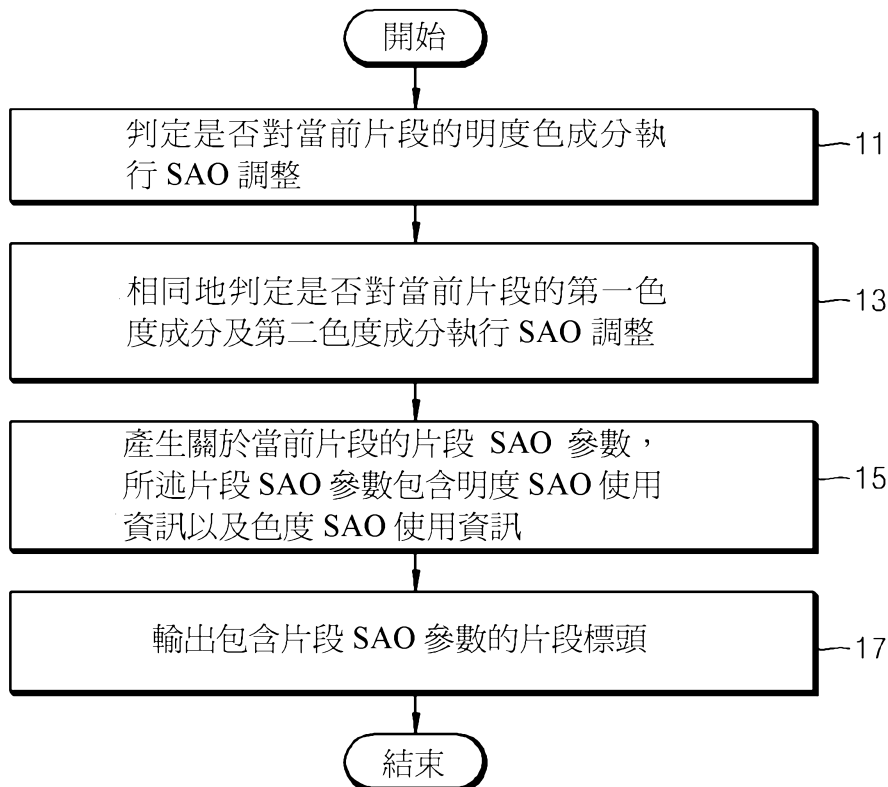 開始
判定是否對當前片段的明度色成分執
行 SAO 調整
11
相同地判定是否對當前片段的第一色
度成分及第二色度成分執行 SAO 調整
13
產生關於當前片段的片段 SAO 參數，
所述片段 SAO 參數包含明度 SAO 使用
資訊以及色度 SAO 使用資訊
15
輸出包含片段 SAO 參數的片段標頭
17
結束